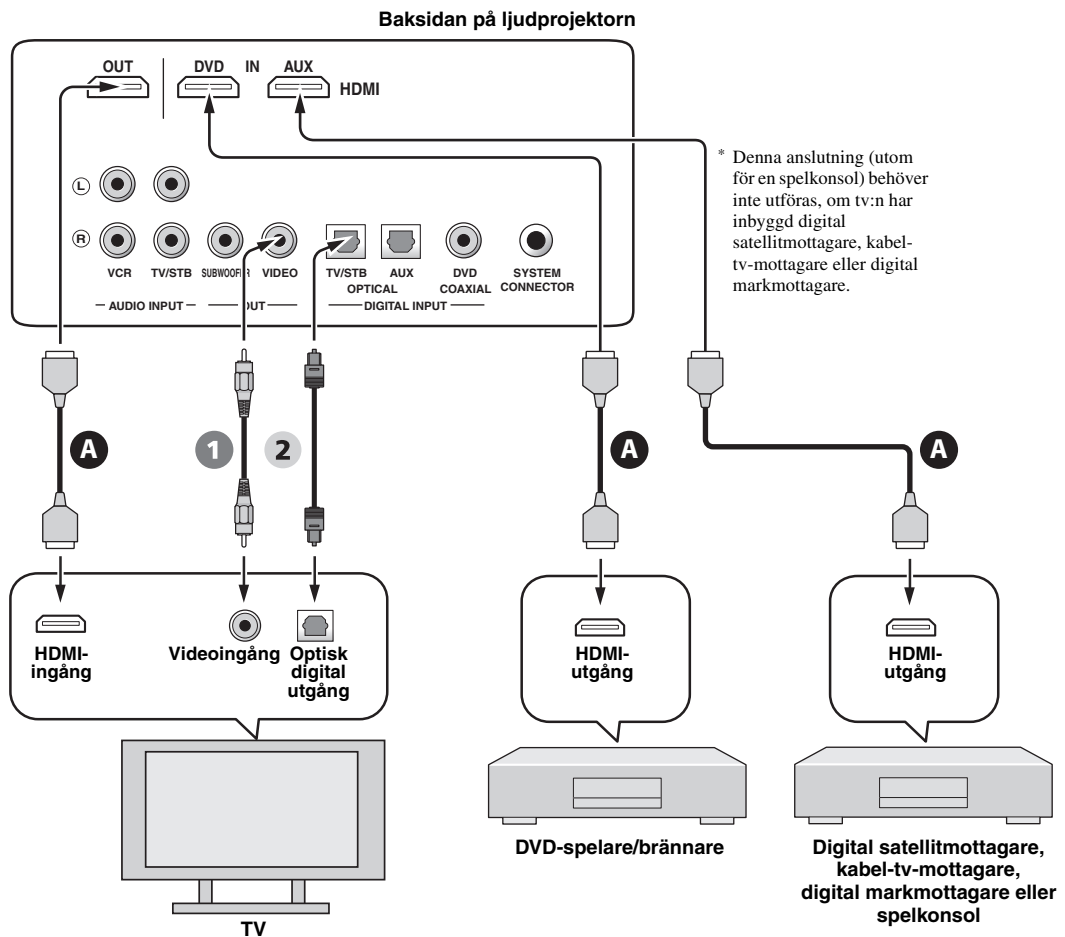 Baksidan på ljudprojektorn
OUT DVD IN AUX
HDMI
L
R
VCR TV/STB SUBWOOFER VIDEO TV/STB AUX DVD SYSTEM
OPTICAL COAXIAL CONNECTOR
AUDIO INPUT OUT DIGITAL INPUT
* Denna anslutning (utom
för en spelkonsol) behöver
inte utföras, om tv:n har
inbyggd digital
satellitmottagare, kabel-
tv-mottagare eller digital
markmottagare.
A 1 2 A A
HDMI-
ingång
Videoingång
Optisk
digital
utgång
HDMI-
utgång
HDMI-
utgång
TV
DVD-spelare/brännare
Digital satellitmottagare,
kabel-tv-mottagare,
digital markmottagare eller
spelkonsol